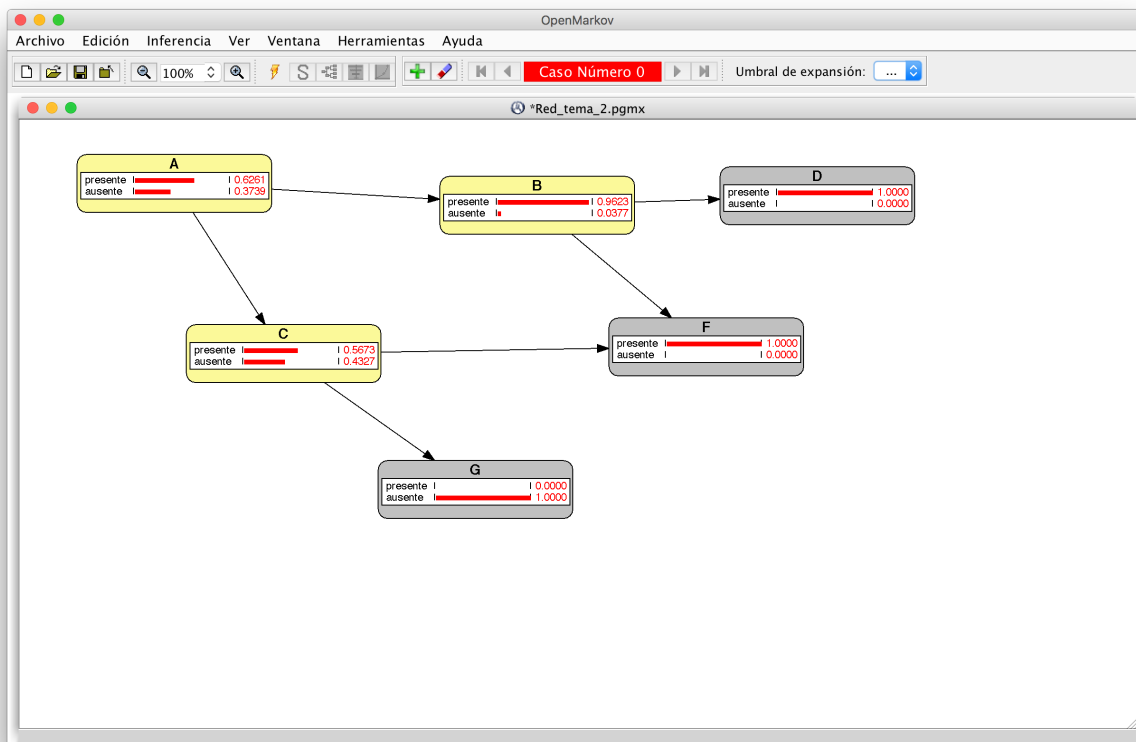 OpenMarkov
Archivo Edición Inferencia Ver Ventana Herramientas Ayuda
100% S Caso Número 0 Umbral de expansión: ...
*Red_tema_2.pgmx
A
presente 0.6261
ausente 0.3739
B
presente 0.9623
ausente 0.0377
D
presente 1.0000
ausente 0.0000
C
presente 0.5673
ausente 0.4327
F
presente 1.0000
ausente 0.0000
G
presente 0.0000
ausente 1.0000